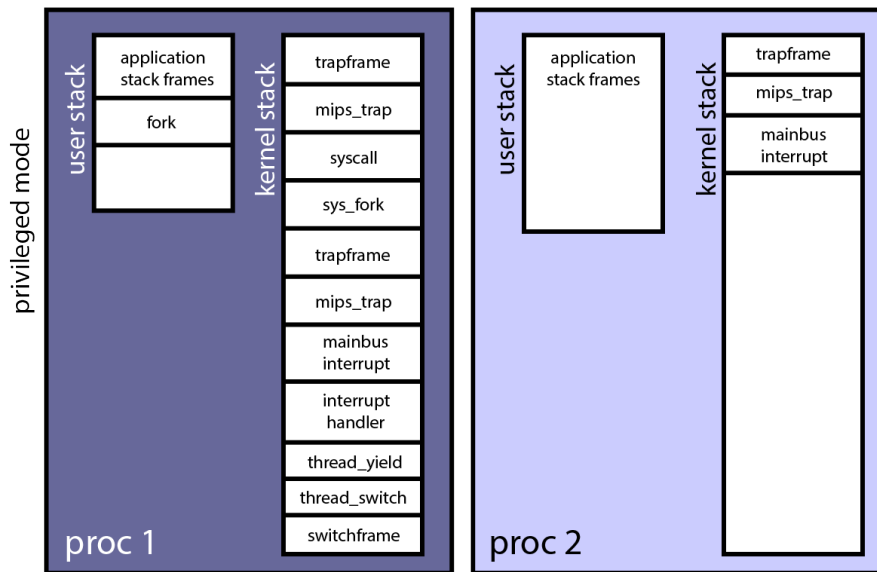 privileged mode
user stack
application
stack frames
fork
kernel stack
trapframe
mips_trap
syscall
sys_fork
trapframe
mips_trap
mainbus
interrupt
interrupt
handler
thread_yield
thread_switch
switchframe
proc 1
user stack
application
stack frames
kernel stack
trapframe
mips_trap
mainbus
interrupt
proc 2